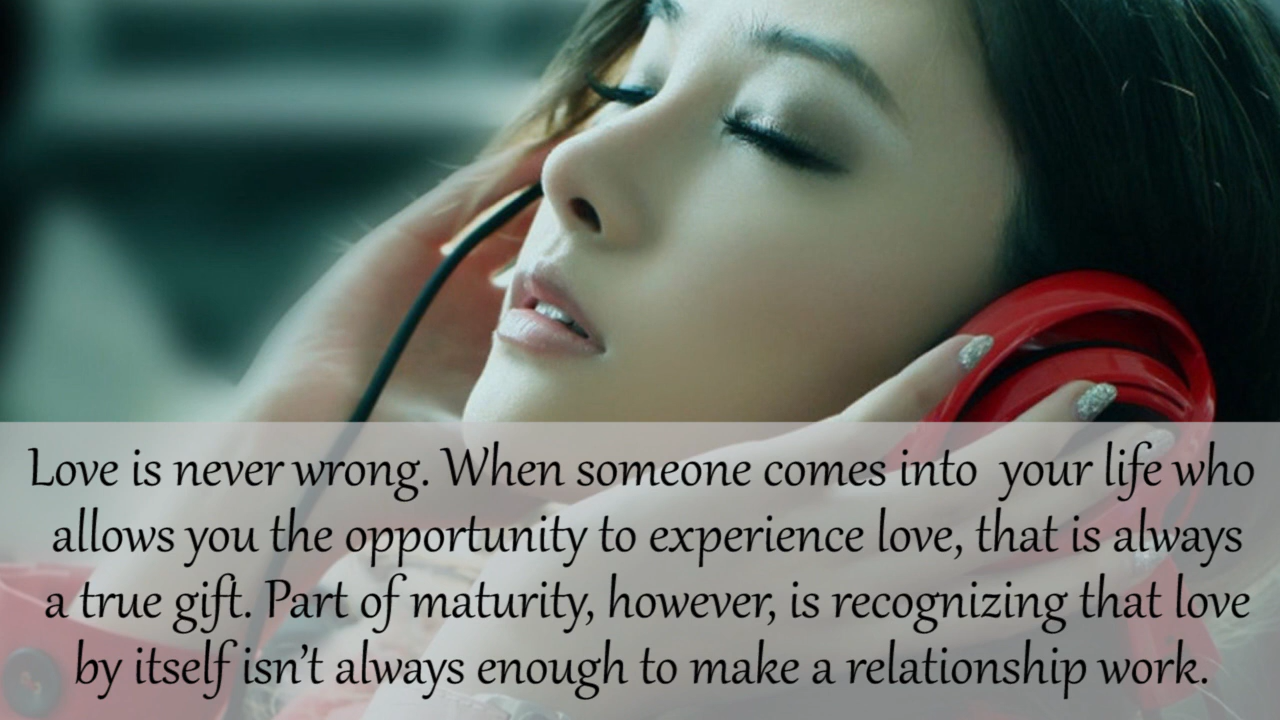 Love is never wrong. When someone comes into your life who
allows you the opportunity to experience love, that is always
a true gift. Part of maturity, however, is recognizing that love
by itself isn't always enough to make a relationship work.